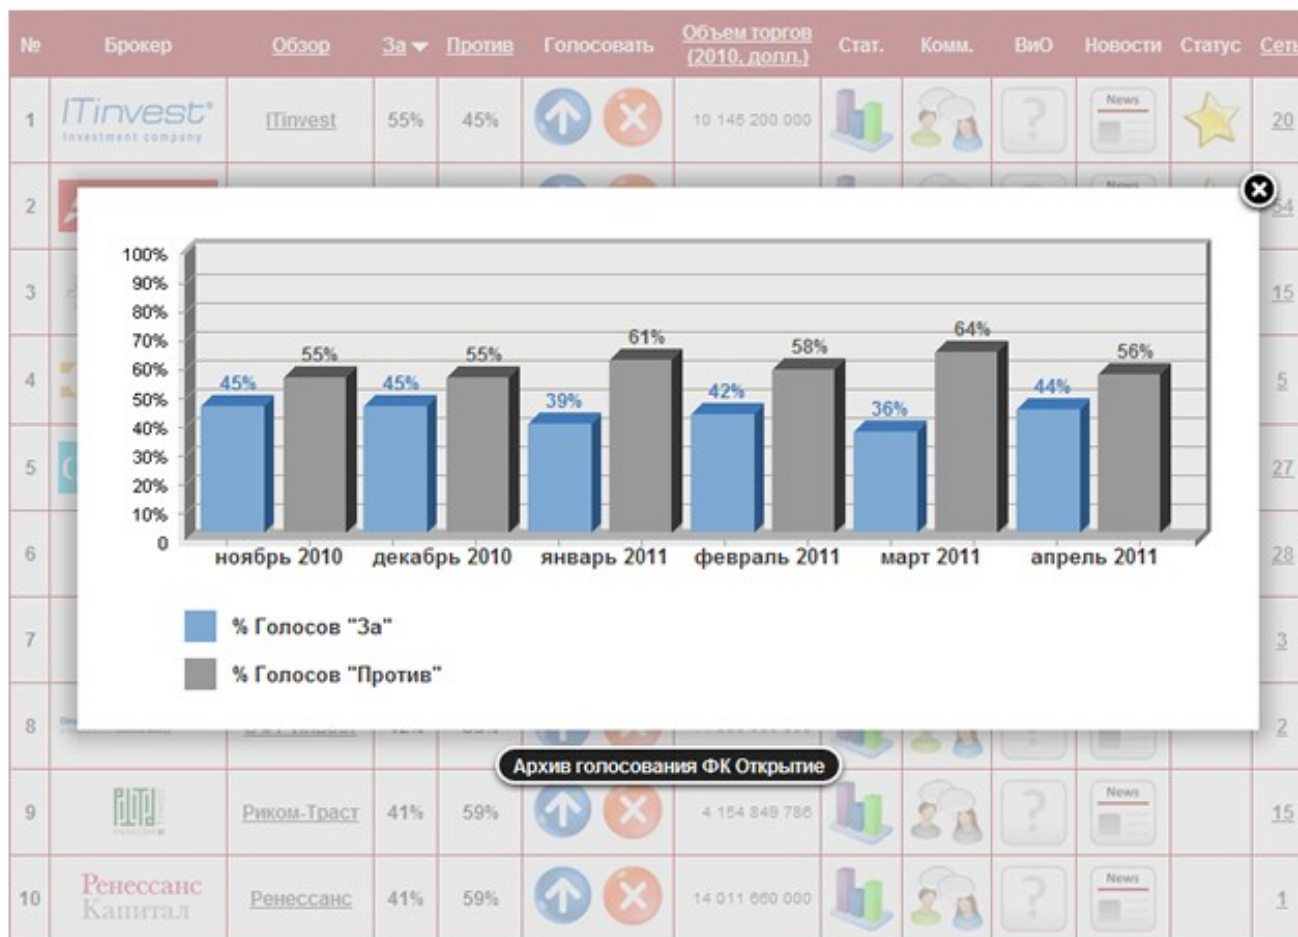 № Брокер Обзор За Против Голосовать Объем торгов (2010, долл.) Стат. Комм. ВиО Новости Статус Сеть
1 ITinvest® Investment company ITinvest 55% 45% 10 145 200 000 News 20
2 54
100%
90%
80%
70%
60%
50%
40%
30%
20%
10%
0
45% 55% 45% 55% 39% 61% 42% 58% 36% 64% 44% 56%
ноябрь 2010 декабрь 2010 январь 2011 февраль 2011 март 2011 апрель 2011
% Голосов "За"
% Голосов "Против"
3 15
4 5
5 27
6 28
7 3
8 2
Архив голосования ФК Открытие
9 Риком-Траст 41% 59% 4 154 849 786 News 15
10 Ренессанс Капитал Ренессанс 41% 59% 14 011 660 000 News 1